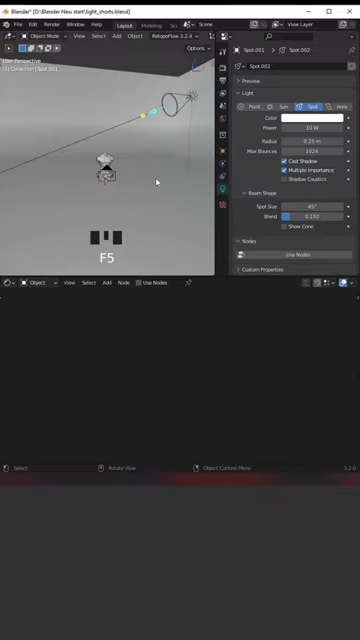 Blender* [D:\Blender New start\light_shorts.blend]
File Edit Render Window Help Layout Modeling Scene View Layer
Object Mode View Select Add Object RetopoFlow 3.2.4
Options
User Perspective
(1) Collection | Spot.001
Spot.001 > Spot.002
Spot.002
Preview
Light
Point Sun Spot Area
Color
Power 10 W
Radius 0.25 m
Max Bounces 1024
Cast Shadow
Multiple Importance
Shadow Caustics
Beam Shape
Spot Size 45°
Blend 0.150
Show Cone
Nodes
Use Nodes
Custom Properties
F5
Object View Select Add Node Use Nodes
Select Rotate View Object Context Menu 3.2.0